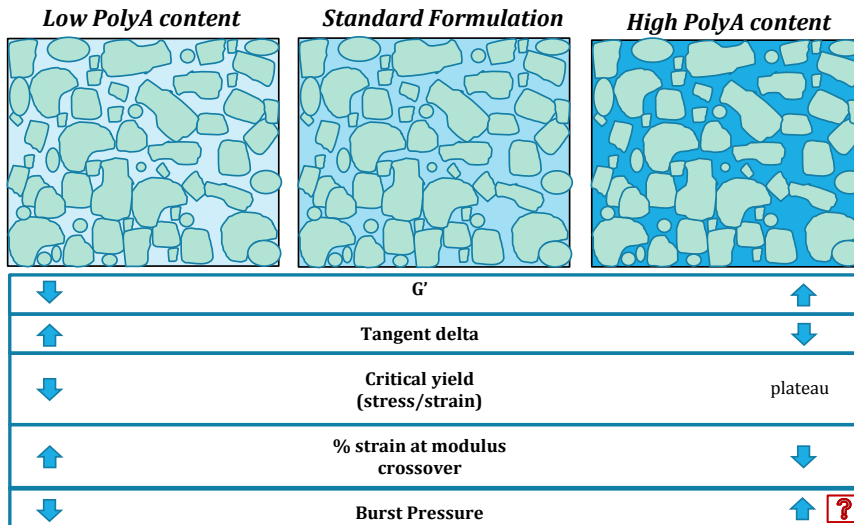 Low PolyA content
Standard Formulation
High PolyA content
G’
Tangent delta
Critical yield
(stress/strain)
plateau
% strain at modulus
crossover
Burst Pressure
?